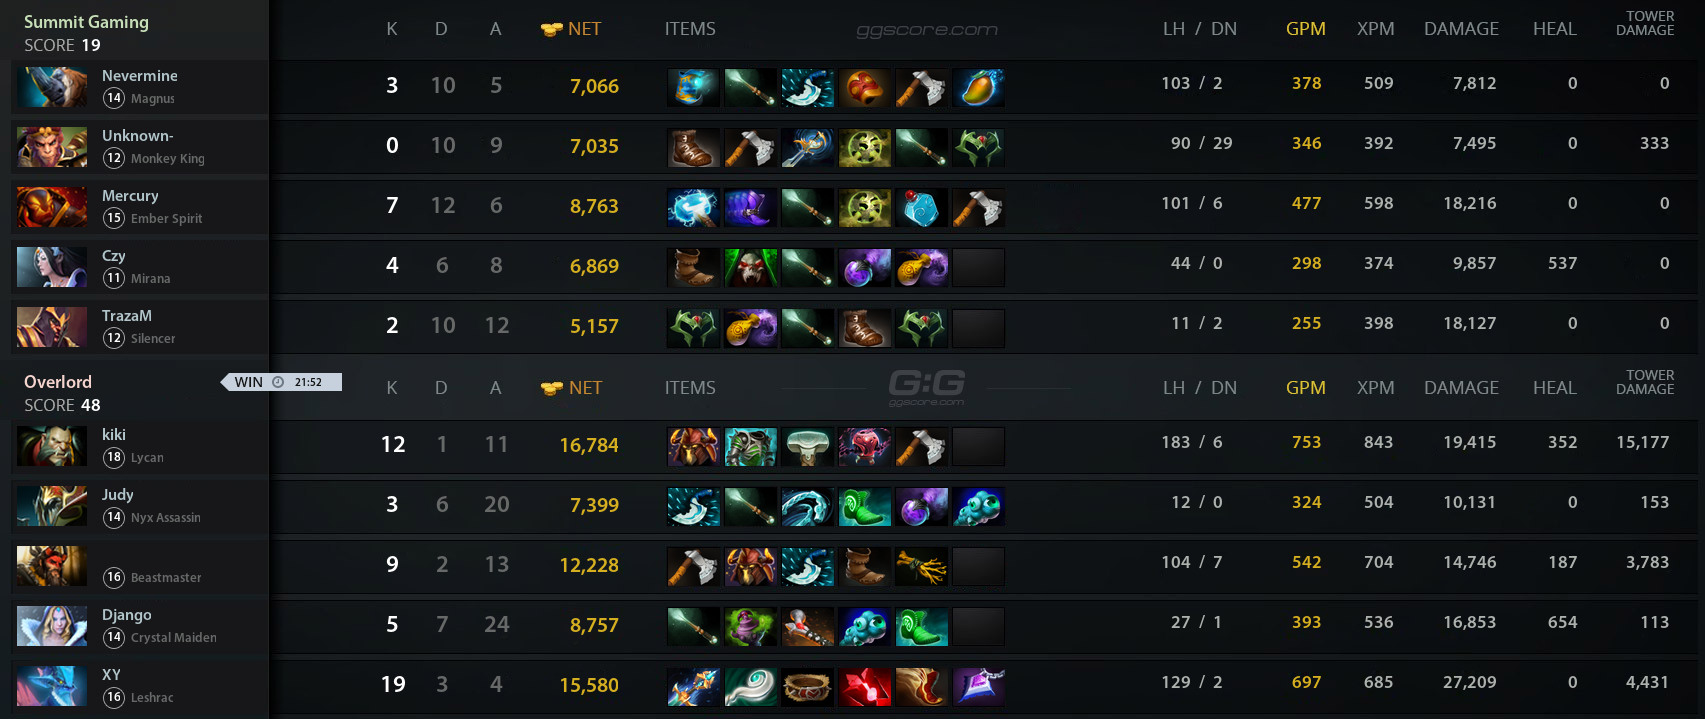 Summit Gaming
SCORE 19
K D A NET ITEMS ggscore.com LH / DN GPM XPM DAMAGE HEAL TOWER DAMAGE
Nevermine
14 Magnus
3 10 5 7,066 103 / 2 378 509 7,812 0 0
Unknown-
12 Monkey King
0 10 9 7,035 90 / 29 346 392 7,495 0 333
Mercury
15 Ember Spirit
7 12 6 8,763 101 / 6 477 598 18,216 0 0
Czy
11 Mirana
4 6 8 6,869 44 / 0 298 374 9,857 537 0
TrazaM
12 Silencer
2 10 12 5,157 11 / 2 255 398 18,127 0 0
Overlord
WIN 21:52
SCORE 48
K D A NET ITEMS G:G ggscore.com LH / DN GPM XPM DAMAGE HEAL TOWER DAMAGE
kiki
18 Lycan
12 1 11 16,784 183 / 6 753 843 19,415 352 15,177
Judy
14 Nyx Assassin
3 6 20 7,399 12 / 0 324 504 10,131 0 153
16 Beastmaster
9 2 13 12,228 104 / 7 542 704 14,746 187 3,783
Django
14 Crystal Maiden
5 7 24 8,757 27 / 1 393 536 16,853 654 113
XY
16 Leshrac
19 3 4 15,580 129 / 2 697 685 27,209 0 4,431